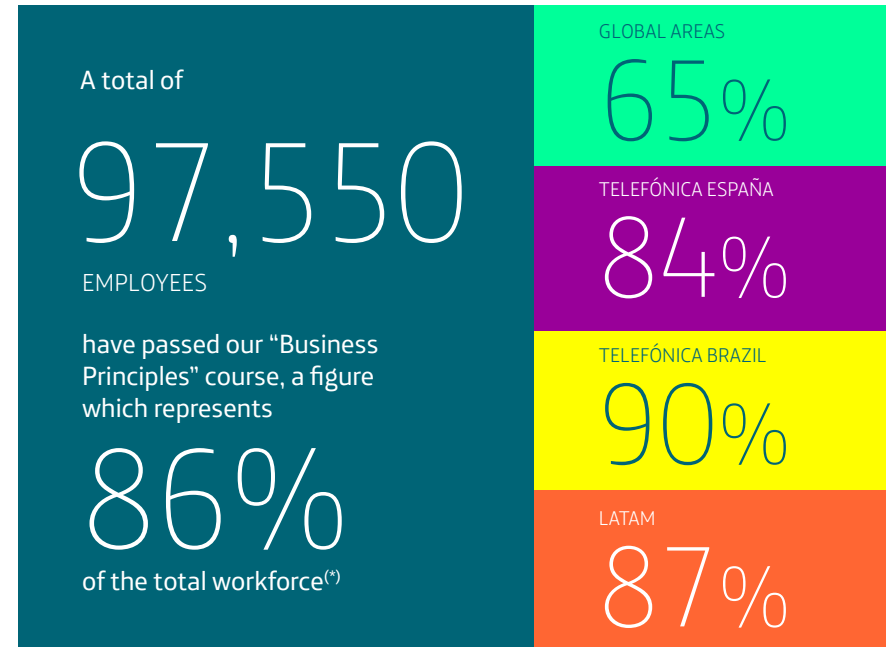 A total of
97,550
EMPLOYEES
have passed our “Business
Principles” course, a figure
which represents
86%
of the total workforce(*)
GLOBAL AREAS
65%
TELEFÓNICA ESPAÑA
84%
TELEFÓNICA BRAZIL
90%
LATAM
87%